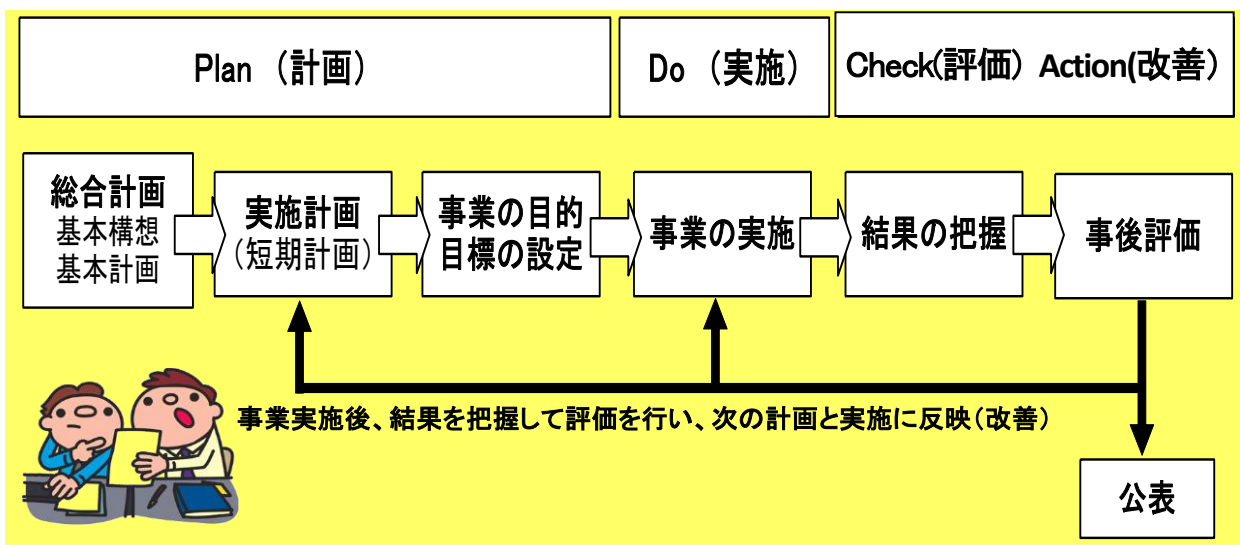 Plan （計画）
Do （実施）
Check(評価） Action(改善）
総合計画
基本構想
基本計画
実施計画
（短期計画）
事業の目的
目標の設定
事業の実施
結果の把握
事後評価
事業実施後、結果を把握して評価を行い、次の計画と実施に反映（改善）
公表